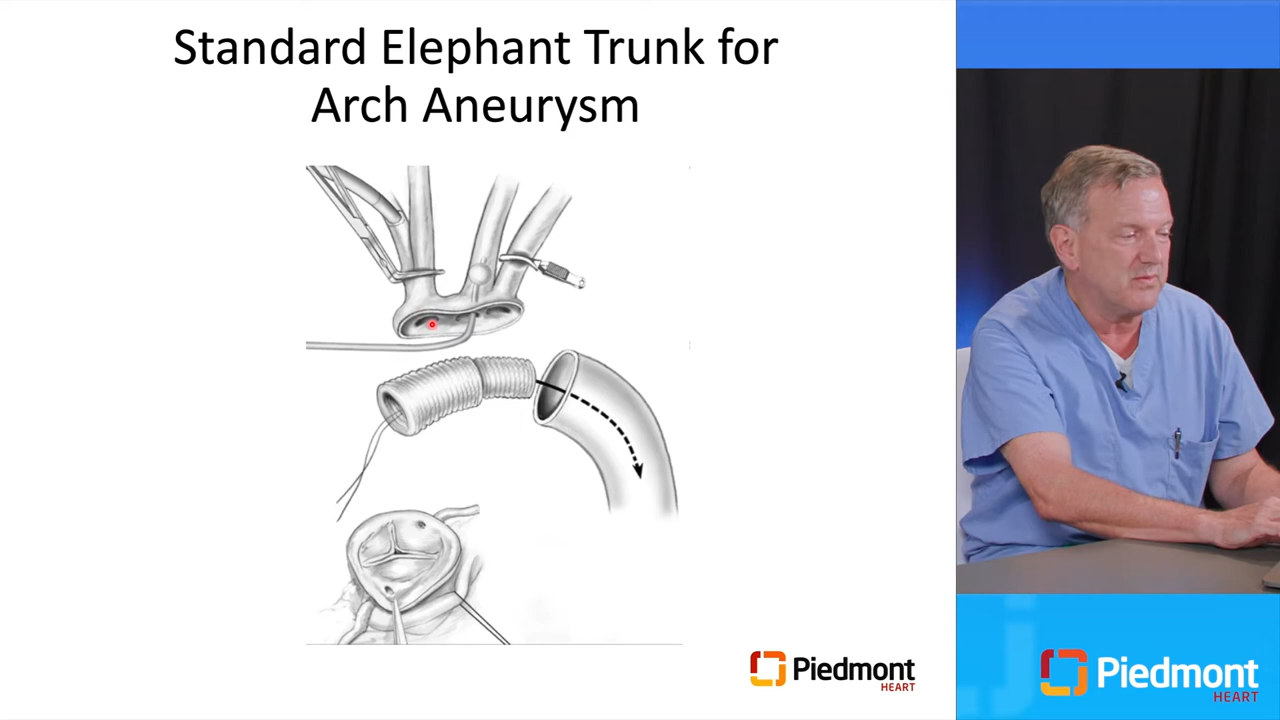 Standard Elephant Trunk for
Arch Aneurysm
Piedmont
HEART
Piedmont
HEART